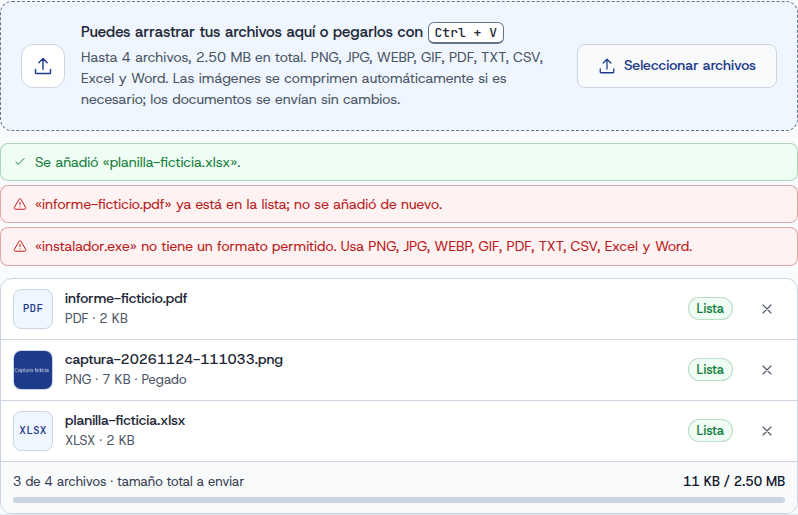 Puedes arrastrar tus archivos aquí o pegarlos con Ctrl + V
Hasta 4 archivos, 2.50 MB en total. PNG, JPG, WEBP, GIF, PDF, TXT, CSV,
Excel y Word. Las imágenes se comprimen automáticamente si es
necesario; los documentos se envían sin cambios.
Seleccionar archivos
Se añadió «planilla-ficticia.xlsx».
«informe-ficticio.pdf» ya está en la lista; no se añadió de nuevo.
«instalador.exe» no tiene un formato permitido. Usa PNG, JPG, WEBP, GIF, PDF, TXT, CSV, Excel y Word.
PDF
informe-ficticio.pdf
PDF · 2 KB
Lista
Captura ficticia
captura-20261124-111033.png
PNG · 7 KB · Pegado
Lista
XLSX
planilla-ficticia.xlsx
XLSX · 2 KB
Lista
3 de 4 archivos · tamaño total a enviar
11 KB / 2.50 MB